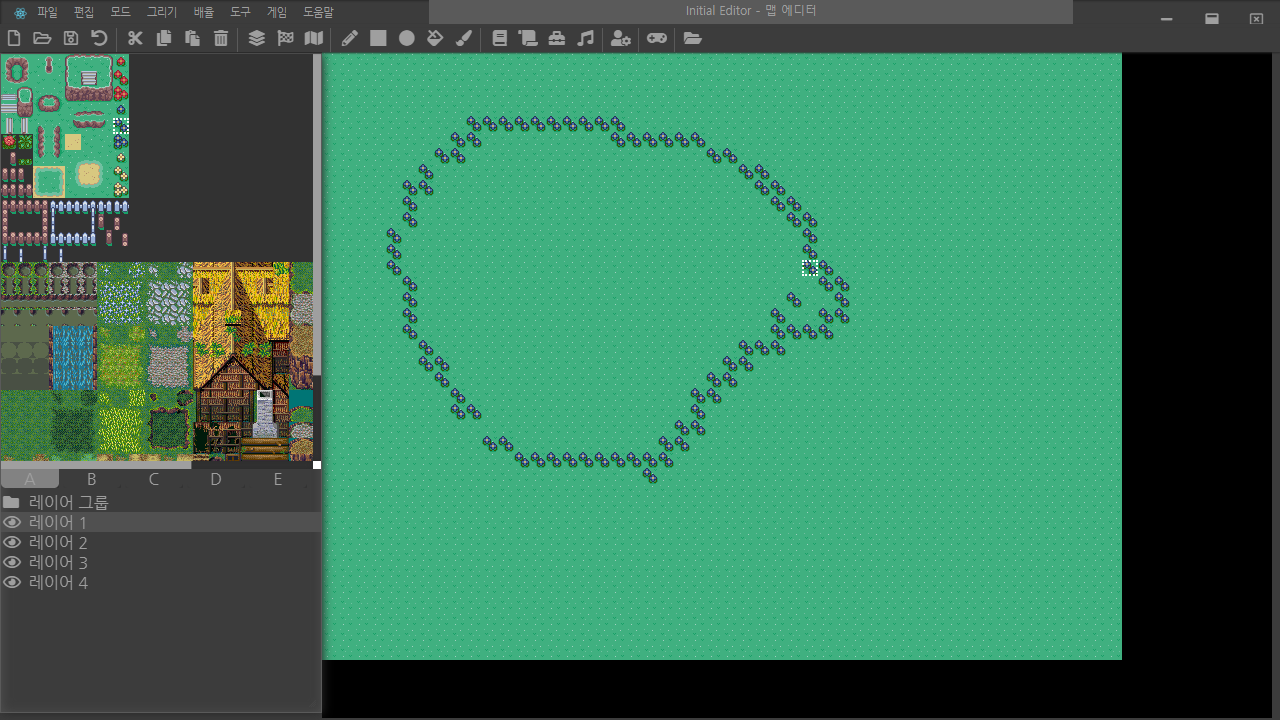 Initial Editor - 맵 에디터
파일 편집 모드 그리기 배율 도구 게임 도움말
A B C D E
레이어 그룹
레이어 1
레이어 2
레이어 3
레이어 4